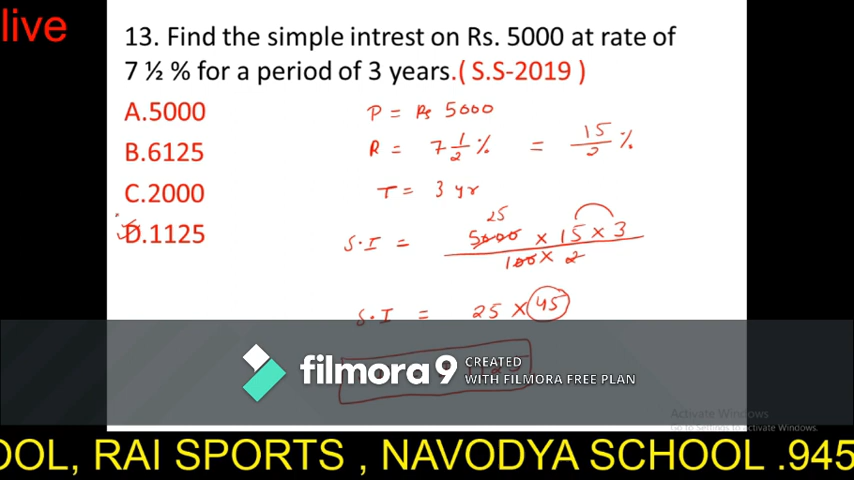 live
13. Find the simple intrest on Rs. 5000 at rate of
7 ½ % for a period of 3 years.( S.S-2019 )
A.5000
B.6125
C.2000
D.1125
P = Rs 5000
R = 7 1/2 % = 15/2 %
T = 3 yr
25
S.I = 5000 × 15 × 3
100 × 2
S.I = 25 × 45
filmora 9 CREATED
WITH FILMORA FREE PLAN
Activate Windows
Go to Settings to Activate Windows.
OOL, RAI SPORTS , NAVODYA SCHOOL .945